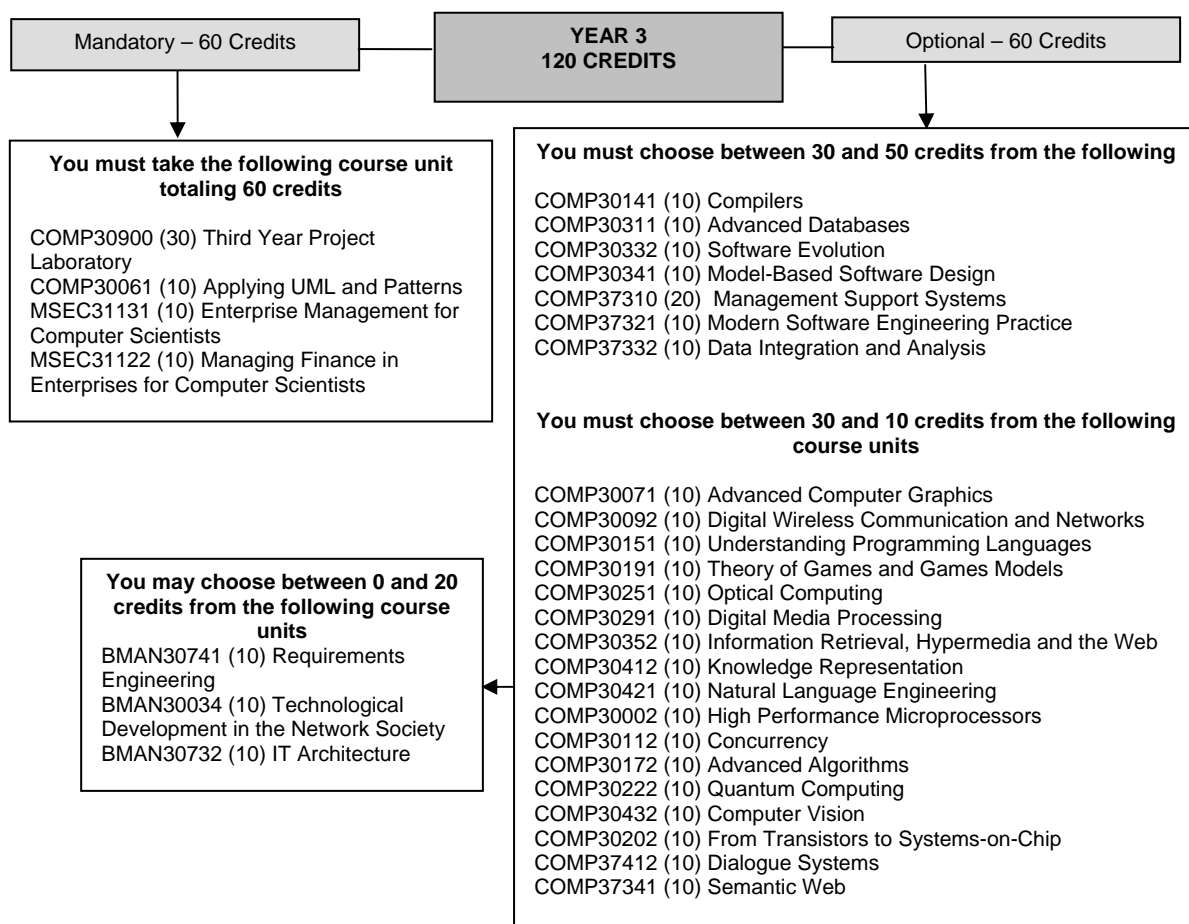 Mandatory – 60 Credits
YEAR 3
120 CREDITS
Optional – 60 Credits
You must take the following course unit
totaling 60 credits
COMP30900 (30) Third Year Project
Laboratory
COMP30061 (10) Applying UML and Patterns
MSEC31131 (10) Enterprise Management for
Computer Scientists
MSEC31122 (10) Managing Finance in
Enterprises for Computer Scientists
You must choose between 30 and 50 credits from the following
COMP30141 (10) Compilers
COMP30311 (10) Advanced Databases
COMP30332 (10) Software Evolution
COMP30341 (10) Model-Based Software Design
COMP37310 (20) Management Support Systems
COMP37321 (10) Modern Software Engineering Practice
COMP37332 (10) Data Integration and Analysis
You must choose between 30 and 10 credits from the following
course units
COMP30071 (10) Advanced Computer Graphics
COMP30092 (10) Digital Wireless Communication and Networks
COMP30151 (10) Understanding Programming Languages
COMP30191 (10) Theory of Games and Games Models
COMP30251 (10) Optical Computing
COMP30291 (10) Digital Media Processing
COMP30352 (10) Information Retrieval, Hypermedia and the Web
COMP30412 (10) Knowledge Representation
COMP30421 (10) Natural Language Engineering
COMP30002 (10) High Performance Microprocessors
COMP30112 (10) Concurrency
COMP30172 (10) Advanced Algorithms
COMP30222 (10) Quantum Computing
COMP30432 (10) Computer Vision
COMP30202 (10) From Transistors to Systems-on-Chip
COMP37412 (10) Dialogue Systems
COMP37341 (10) Semantic Web
You may choose between 0 and 20
credits from the following course
units
BMAN30741 (10) Requirements
Engineering
BMAN30034 (10) Technological
Development in the Network Society
BMAN30732 (10) IT Architecture